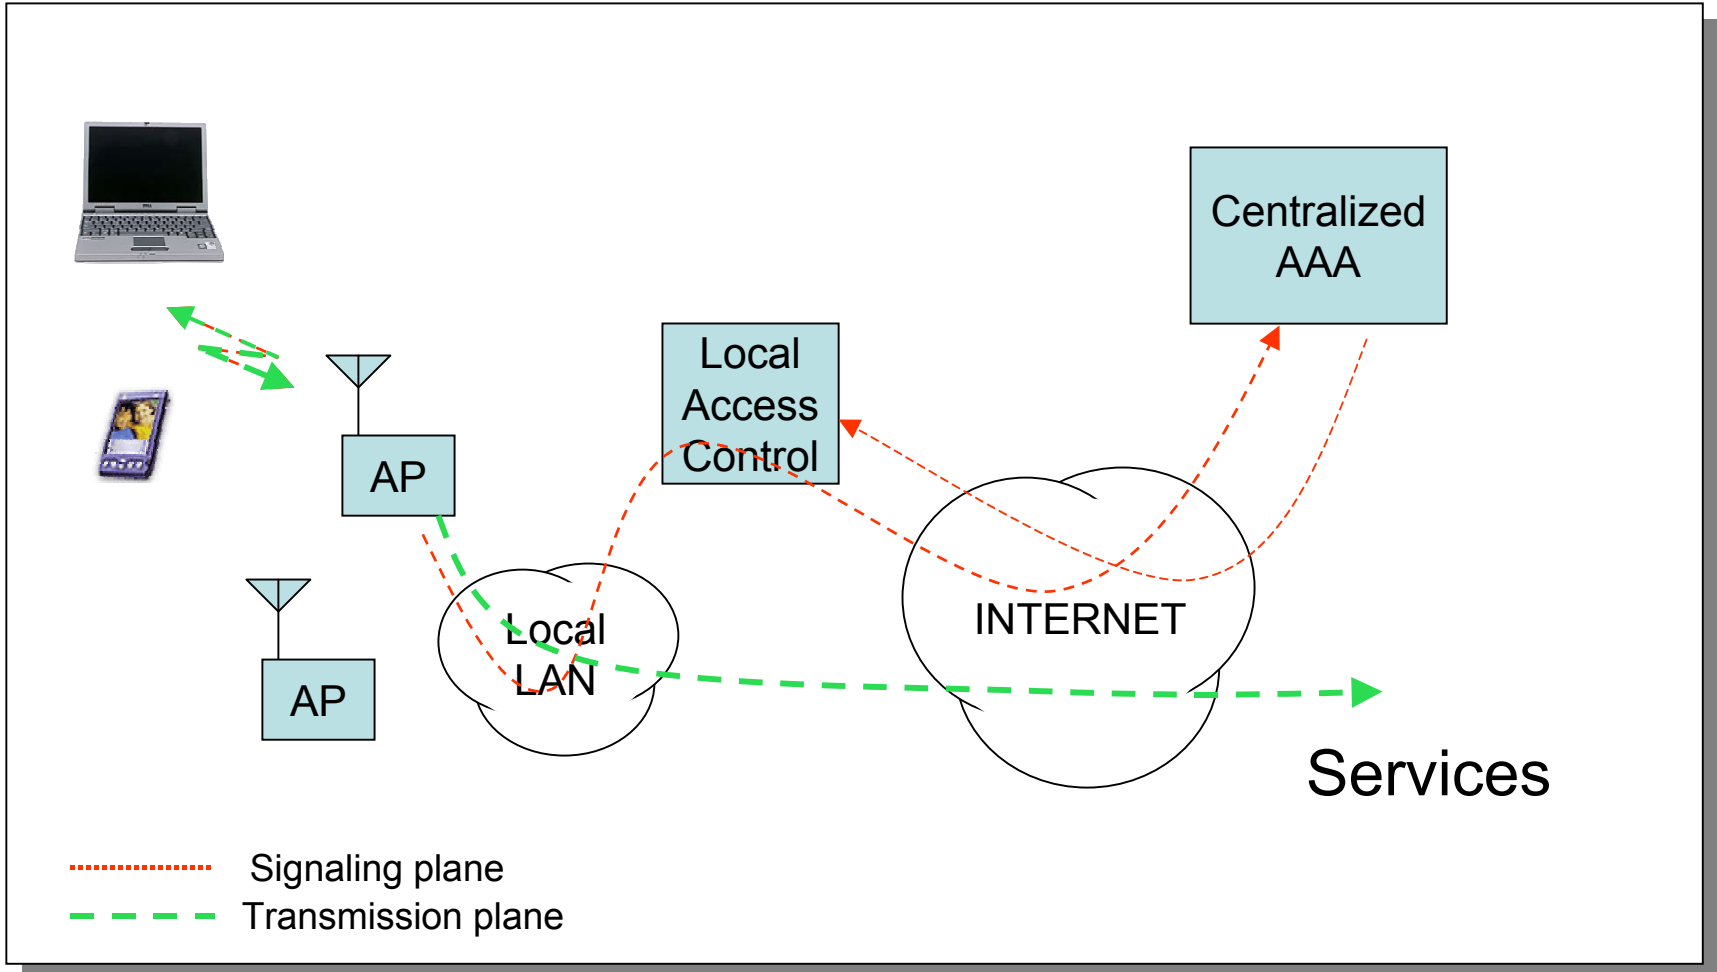 Centralized
AAA
Local
Access
Control
AP
Local
LAN
INTERNET
AP
Services
Signaling plane
Transmission plane